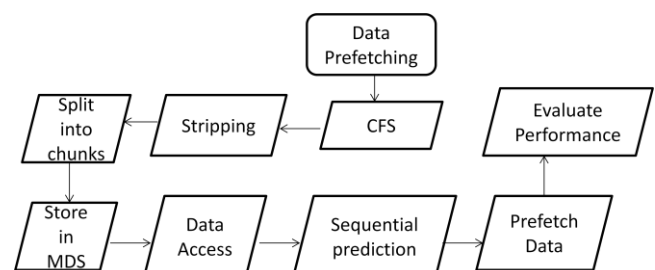 Data
Prefetching
CFS
Stripping
Split
into
chunks
Store
in
MDS
Data
Access
Sequential
prediction
Prefetch
Data
Evaluate
Performance